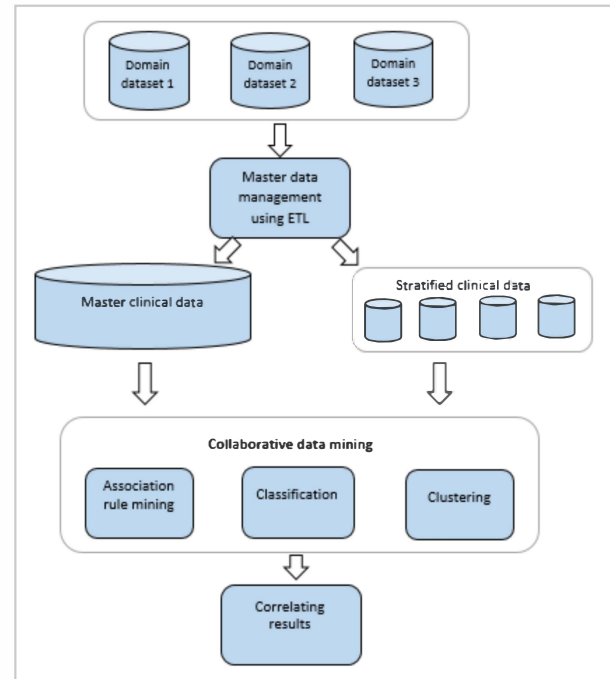 Domain
dataset 1
Domain
dataset 2
Domain
dataset 3
Master data
management
using ETL
Master clinical data
Stratified clinical data
Collaborative data mining
Association
rule mining
Classification
Clustering
Correlating
results